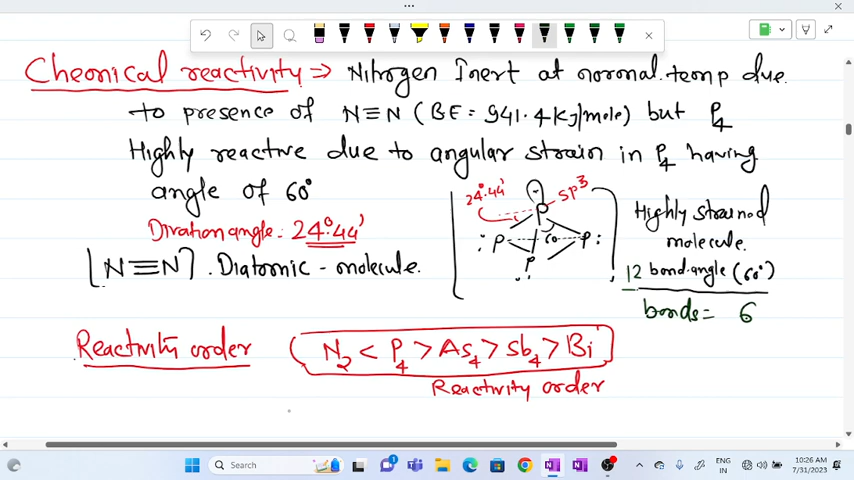 Chemical reactivity ⇒ Nitrogen Inert at normal temp due
to presence of N≡N (BE = 941.4 KJ/mole) but P₄
Highly reactive due to angular strain in P₄ having
angle of 60°
24°.44'
sp³
P
P
60
P
P
Highly strained
molecule.
12 bond angle (60°)
bonds = 6
24°.44'
[N≡N]. Diatomic - molecule.
Reactivity order
N₂ < P₄ > As₄ > Sb₄ > Bi
Reactivity order
Search
ENG
IN
10:26 AM
7/31/2023